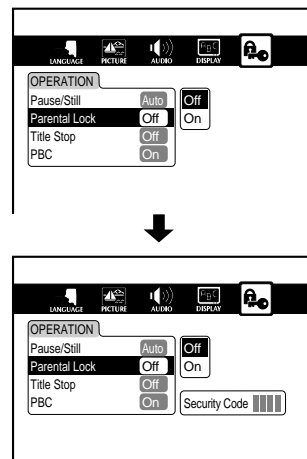 LANGUAGE PICTURE AUDIO ABC DISPLAY
OPERATION
Pause/Still Auto Off
Parental Lock Off On
Title Stop Off
PBC On
LANGUAGE PICTURE AUDIO ABC DISPLAY
OPERATION
Pause/Still Auto Off
Parental Lock Off On
Title Stop Off
PBC On Security Code